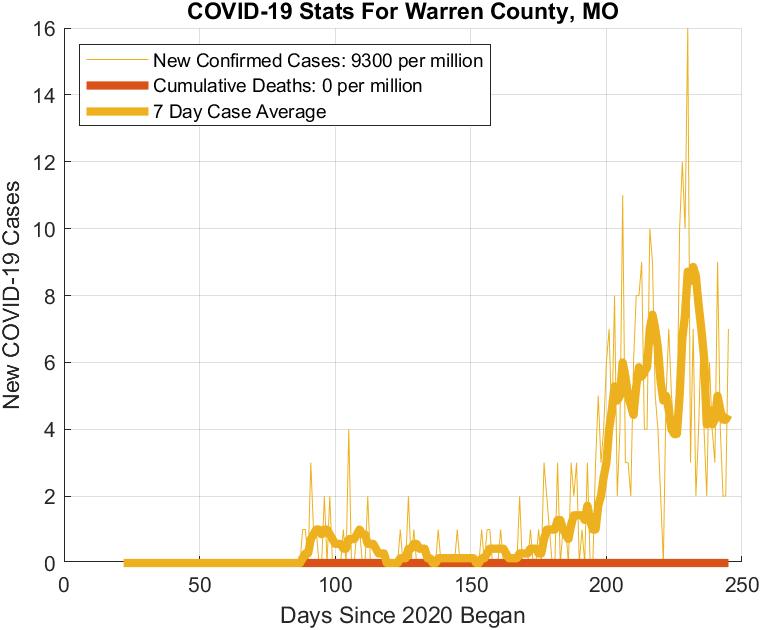 COVID-19 Stats For Warren County, MO
New Confirmed Cases: 9300 per million
Cumulative Deaths: 0 per million
7 Day Case Average
New COVID-19 Cases
16
14
12
10
8
6
4
2
0
0 50 100 150 200 250
Days Since 2020 Began